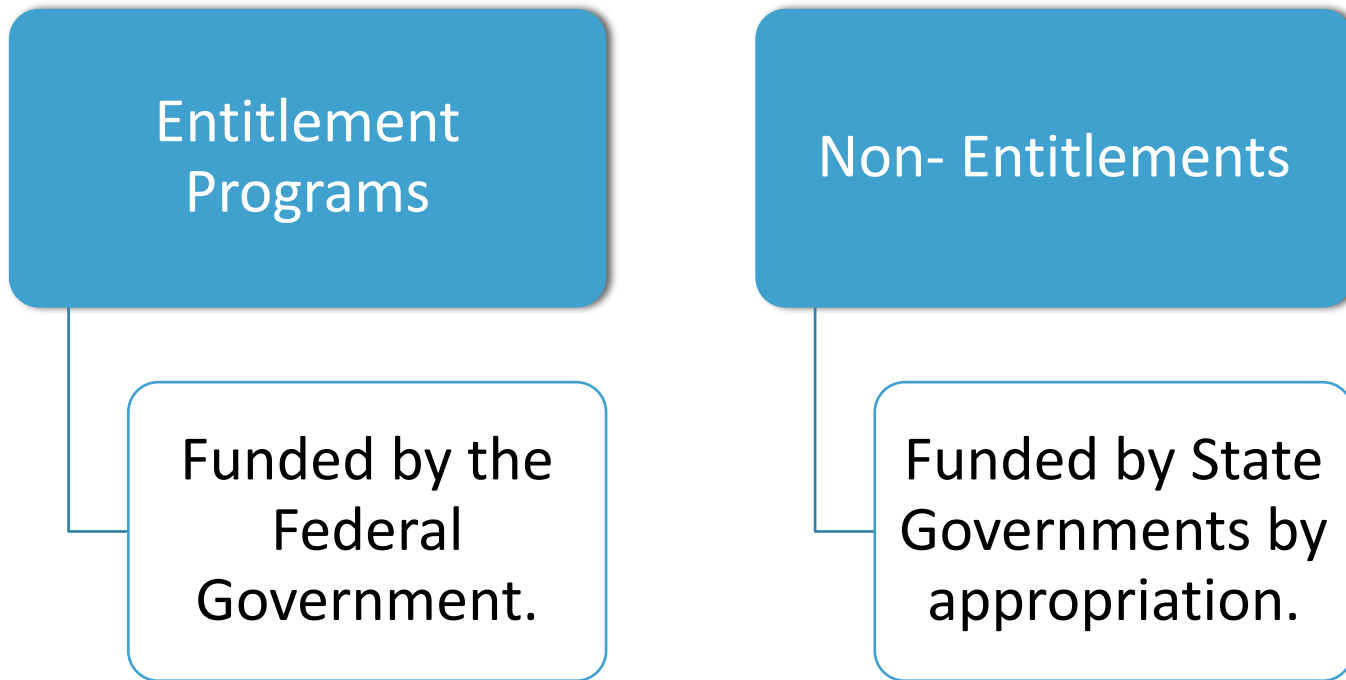 Entitlement
Programs
Funded by the
Federal
Government.
Non- Entitlements
Funded by State
Governments by
appropriation.